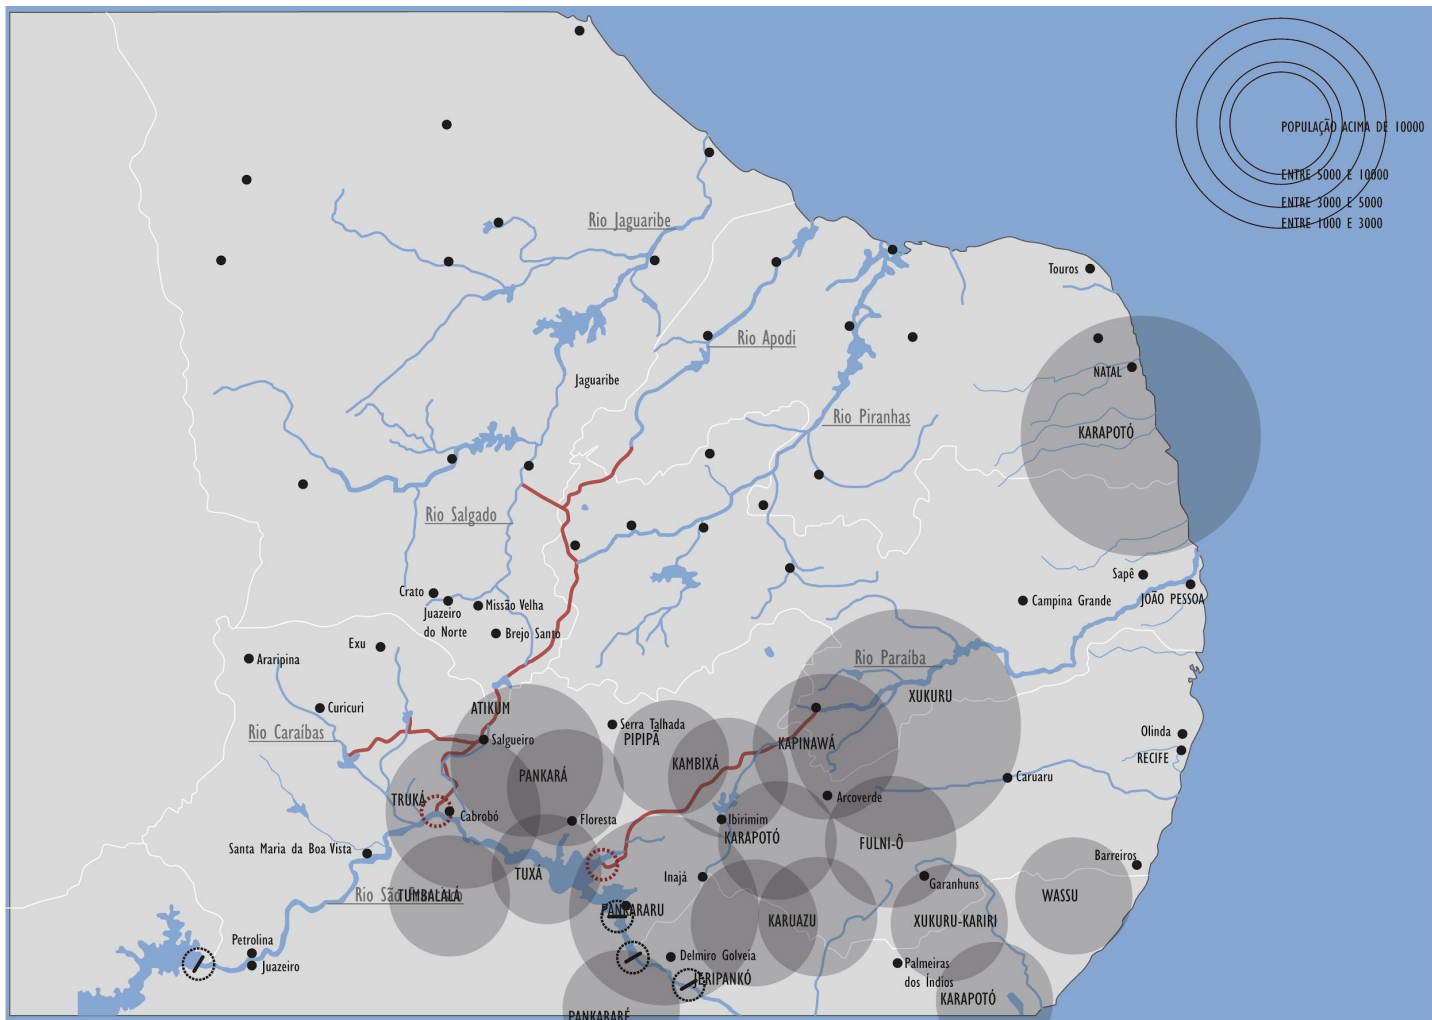 POPULAÇÃO ACIMA DE 10000
ENTRE 5000 E 10000
ENTRE 3000 E 5000
ENTRE 1000 E 3000
Rio Jaguaribe
Touros
Rio Apodi
NATAL
Jaguaribe
Rio Piranhas
KARAPOTÓ
Rio Salgado
Sapê
Crato
Juazeiro
do Norte
Missão Velha
Campina Grande
JOÃO PESSOA
Brejo Santo
Exu
Araripina
Rio Paraíba
XUKURU
ATIKUM
Curicuri
Serra Talhada
PIPIPÃ
Rio Caraíbas
Salgueiro
KAPINAWÁ
Olinda
RECIFE
KAMBIXÁ
PANKARÁ
Caruaru
TRUKÁ
Arcoverde
Cabrobó
Floresta
Ibirimim
KARAPOTÓ
FULNI-Ô
Santa Maria da Boa Vista
Barreiros
TUXÁ
Inajá
Garanhuns
Rio São
TUMBALALÁ
WASSU
PANKARARU
KARUAZU
XUKURU-KARIRI
Petrolina
Juazeiro
Delmiro Golveia
Palmeiras
dos Índios
JERIPANKÓ
KARAPOTÓ
PANKARARÉ